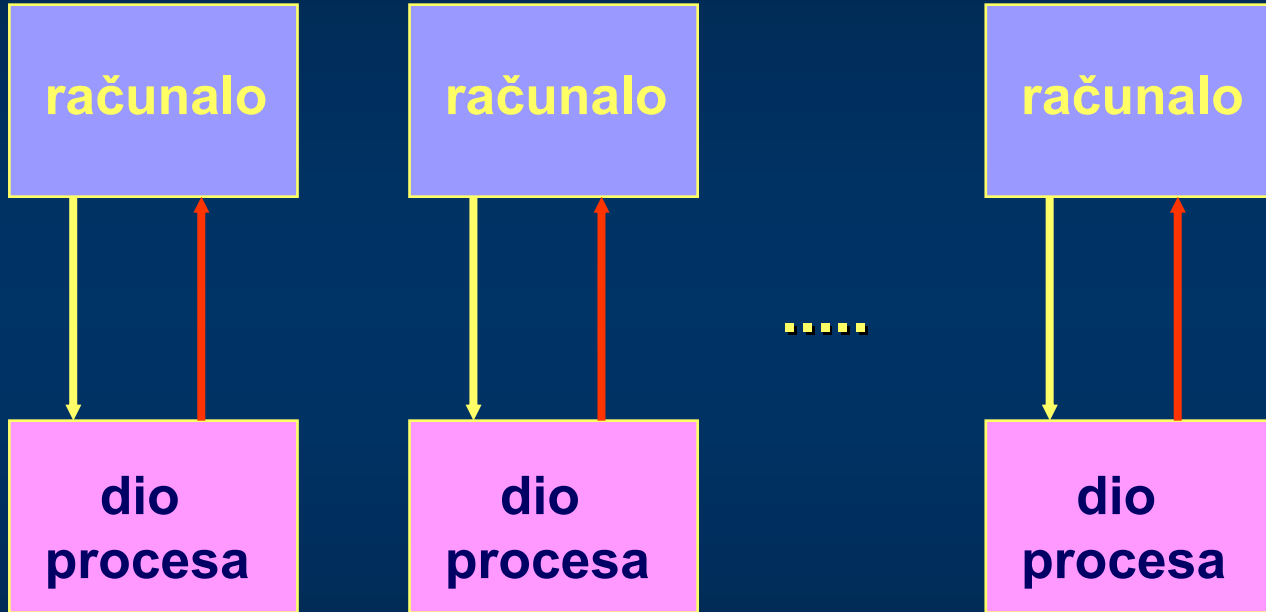 računalo računalo računalo
.....
dio dio dio
procesa procesa procesa